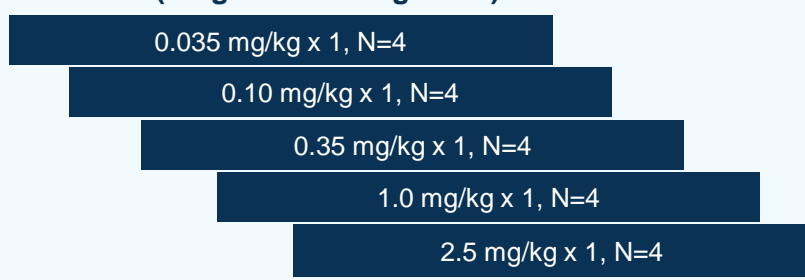 0.035 mg/kg x 1, N=4
0.10 mg/kg x 1, N=4
0.35 mg/kg x 1, N=4
1.0 mg/kg x 1, N=4
2.5 mg/kg x 1, N=4